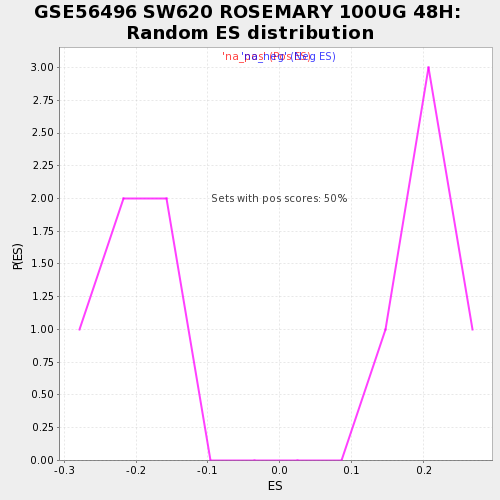 GSE56496 SW620 ROSEMARY 100UG 48H:
Random ES distribution
'na_pos' (Pos ES)
'na_neg' (Neg ES)
3.00
2.75
2.50
2.25
2.00
1.75
1.50
1.25
1.00
0.75
0.50
0.25
0.00
P(ES)
Sets with pos scores: 50%
-0.3 -0.2 -0.1 0.0 0.1 0.2
ES